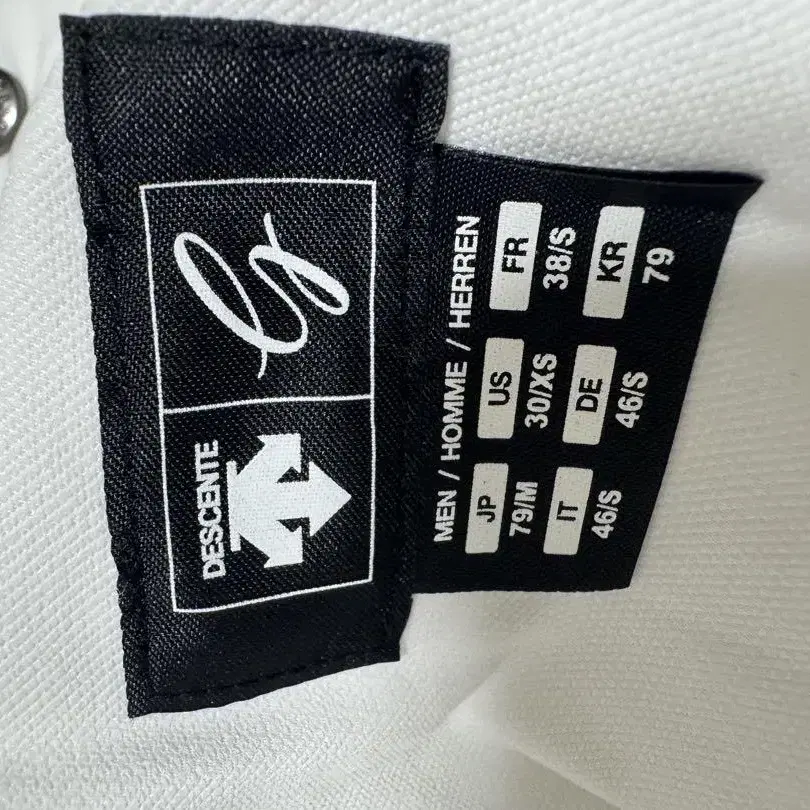 DESCENTE
G
MEN / HOMME / HERREN
JP US FR
79/M 30/XS 38/S
IT DE KR
46/S 46/S 79